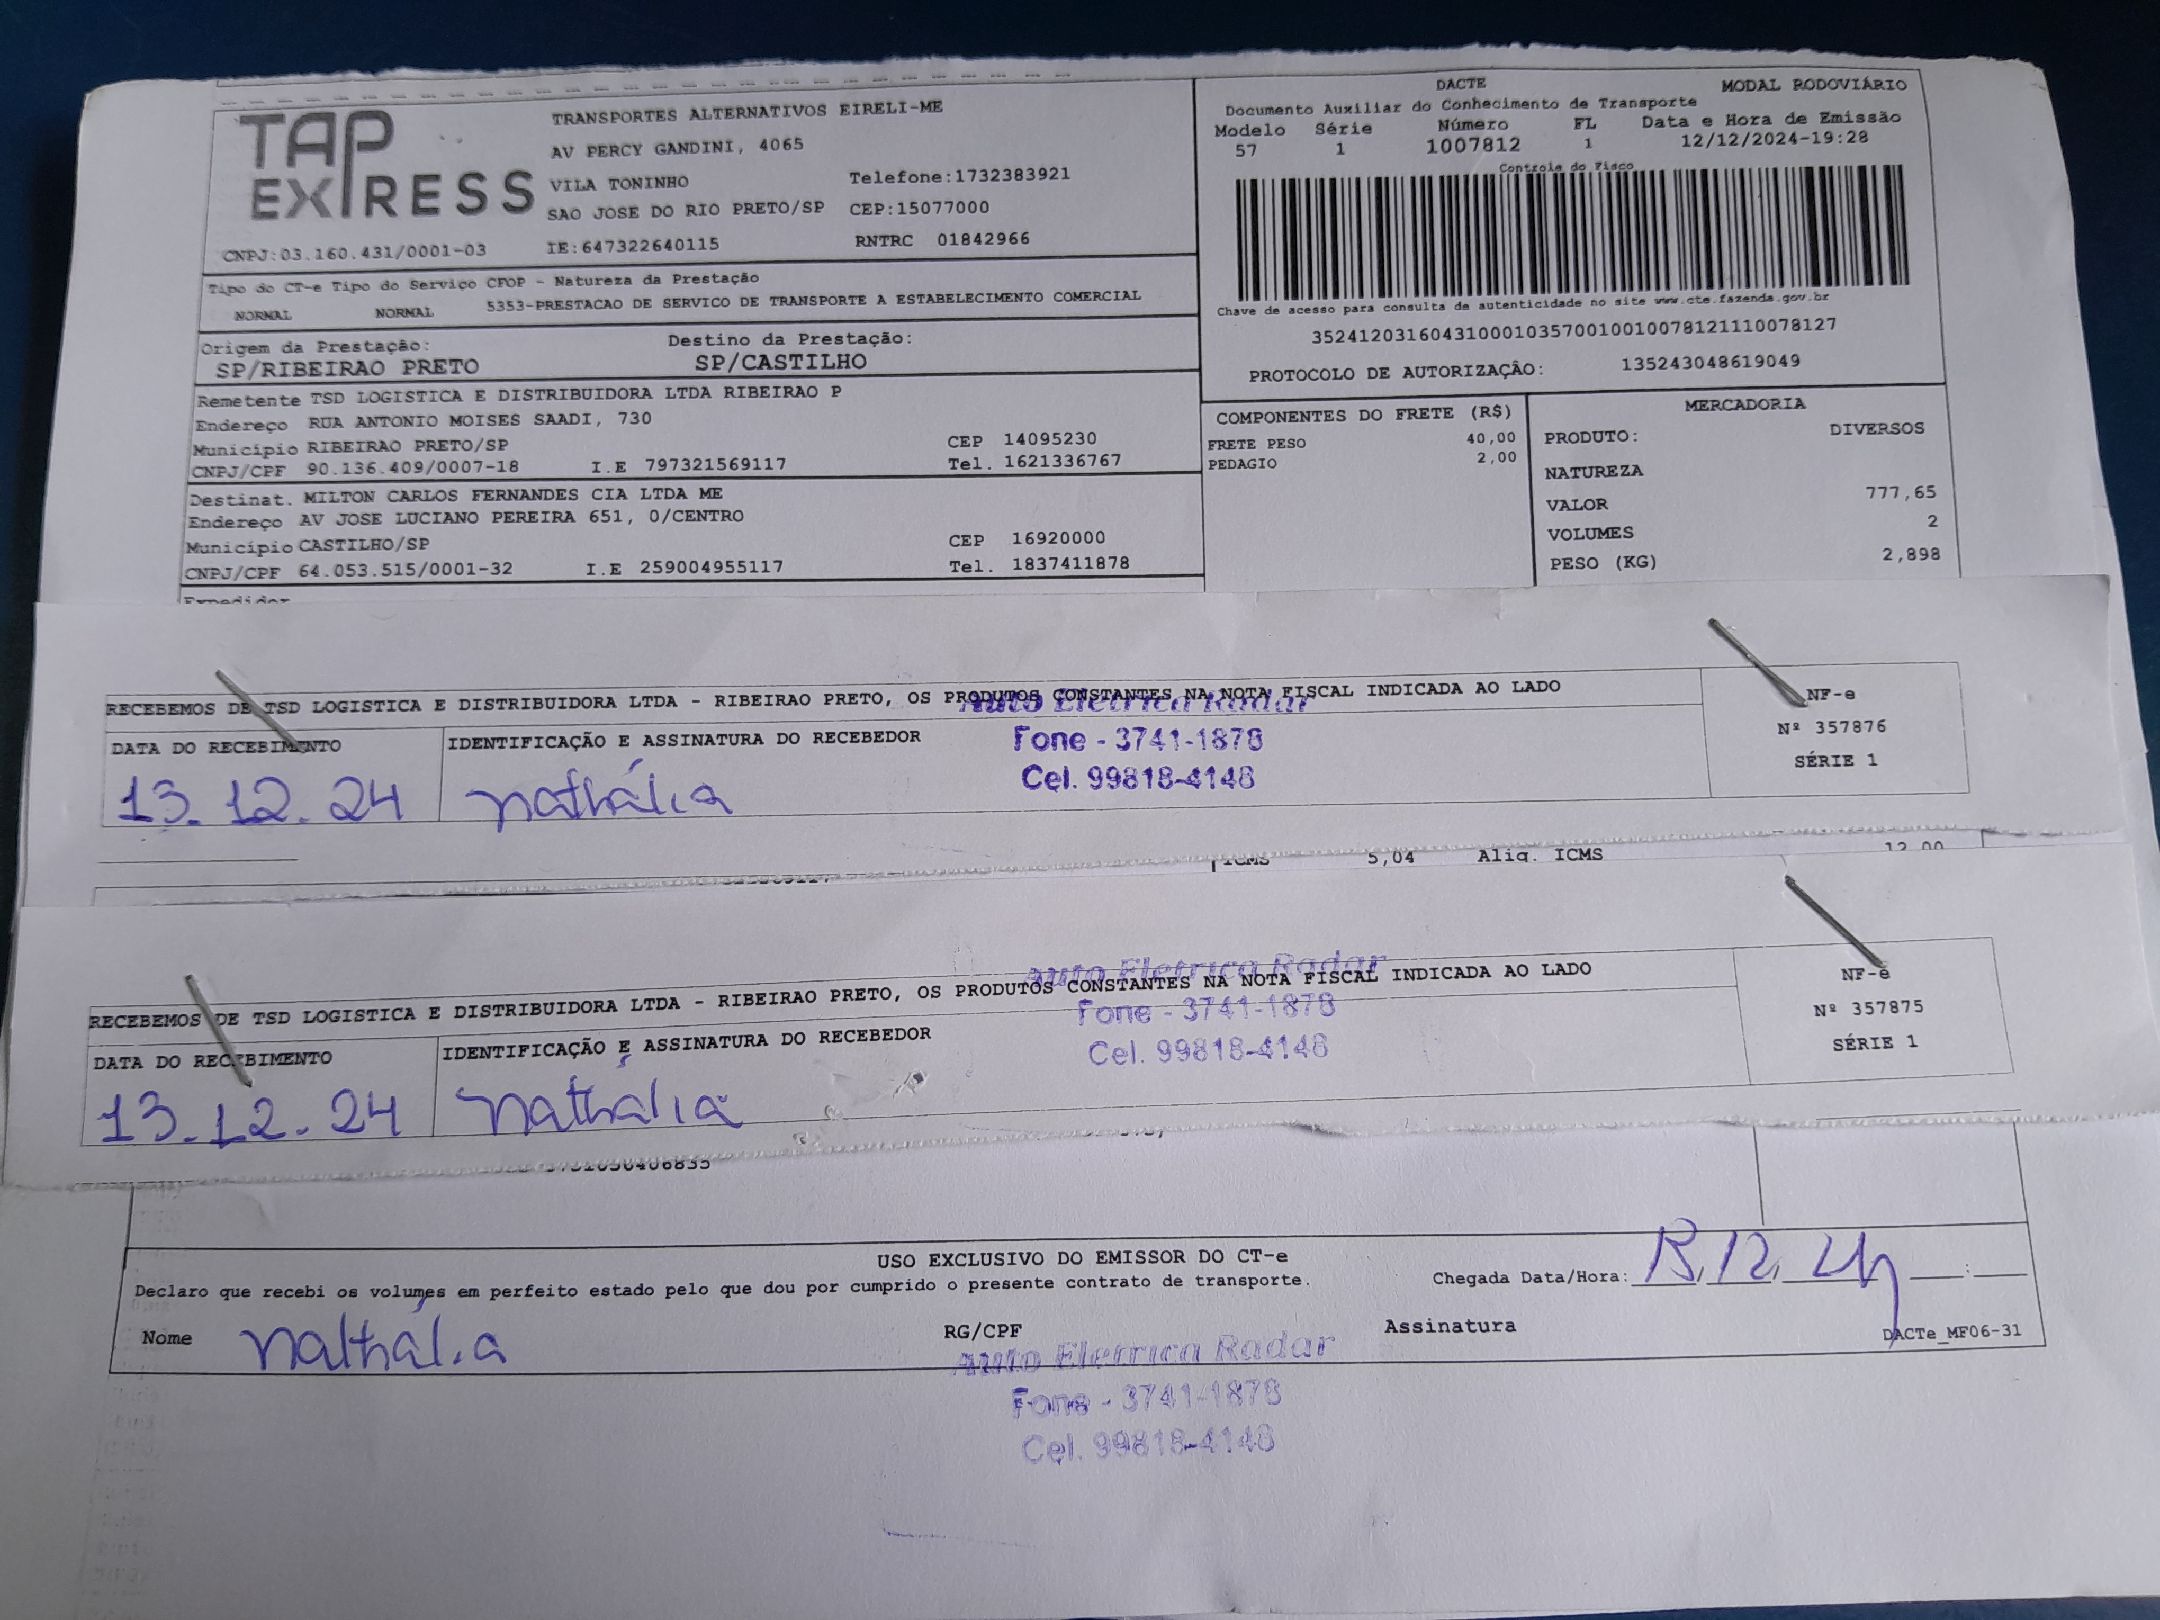 TAP EXPRESS
TRANSPORTES ALTERNATIVOS EIRELI-ME
AV PERCY GANDINI, 4065
VILA TONINHO Telefone:1732383921
SAO JOSE DO RIO PRETO/SP CEP:15077000
CNPJ:03.160.431/0001-03 IE:647322640115 RNTRC 01842966
DACTE MODAL RODOVIÁRIO
Documento Auxiliar do Conhecimento de Transporte
Modelo Série Número FL Data e Hora de Emissão
57 1 1007812 1 12/12/2024-19:28
Controle do Fisco
Chave de acesso para consulta de autenticidade no site www.cte.fazenda.gov.br
35241203160431000103570010010078121110078127
PROTOCOLO DE AUTORIZAÇÂO: 135243048619049
Tipo do CT-e Tipo do Serviço CFOP - Natureza da Prestação
NORMAL NORMAL 5353-PRESTACAO DE SERVICO DE TRANSPORTE A ESTABELECIMENTO COMERCIAL
Origem da Prestação: Destino da Prestação:
SP/RIBEIRAO PRETO SP/CASTILHO
Remetente TSD LOGISTICA E DISTRIBUIDORA LTDA RIBEIRAO P
Endereço RUA ANTONIO MOISES SAADI, 730
Município RIBEIRAO PRETO/SP CEP 14095230
CNPJ/CPF 90.136.409/0007-18 I.E 797321569117 Tel. 1621336767
Destinat. MILTON CARLOS FERNANDES CIA LTDA ME
Endereço AV JOSE LUCIANO PEREIRA 651, 0/CENTRO
Município CASTILHO/SP CEP 16920000
CNPJ/CPF 64.053.515/0001-32 I.E 259004955117 Tel. 1837411878
Expedidor
COMPONENTES DO FRETE (R$)
FRETE PESO 40,00
PEDAGIO 2,00
MERCADORIA
PRODUTO: DIVERSOS
NATUREZA
VALOR 777,65
VOLUMES 2
PESO (KG) 2,898
RECEBEMOS DE TSD LOGISTICA E DISTRIBUIDORA LTDA - RIBEIRAO PRETO, OS PRODUTOS CONSTANTES NA NOTA FISCAL INDICADA AO LADO
Auto Eletrica Radar
Fone - 3741-1878
Cel. 99818-4148
DATA DO RECEBIMENTO IDENTIFICAÇÃO E ASSINATURA DO RECEBEDOR
13.12.24 Nathália
NF-e
Nº 357876
SÉRIE 1
ICMS 5,04 Aliq. ICMS 12,00
RECEBEMOS DE TSD LOGISTICA E DISTRIBUIDORA LTDA - RIBEIRAO PRETO, OS PRODUTOS CONSTANTES NA NOTA FISCAL INDICADA AO LADO
Auto Eletrica Radar
Fone - 3741-1878
Cel. 99818-4148
DATA DO RECEBIMENTO IDENTIFICAÇÃO E ASSINATURA DO RECEBEDOR
13.12.24 Nathália
NF-e
Nº 357875
SÉRIE 1
USO EXCLUSIVO DO EMISSOR DO CT-e
Declaro que recebi os volumes em perfeito estado pelo que dou por cumprido o presente contrato de transporte.
Chegada Data/Hora: 13/12/24
Nome Nathália RG/CPF Assinatura
DACTe_MF06-31
Auto Eletrica Radar
Fone - 3741-1878
Cel. 99818-4148